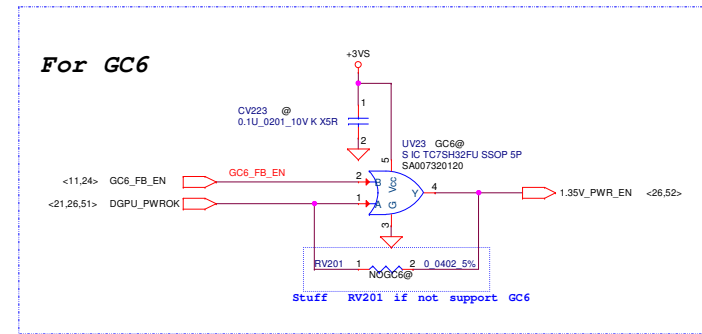 For GC6
+3VS
CV223 @
0.1U_0201_10V K X5R
1
2
UV23 GC6@
S IC TC7SH32FU SSOP 5P
SA007320120
5
Vcc
<11,24> GC6_FB_EN
GC6_FB_EN
2
B
<21,26,51> DGPU_PWROK
1
A
G
Y
4
3
1.35V_PWR_EN <26,52>
RV201 1 2 0_0402_5%
NOGC6@
Stuff RV201 if not support GC6